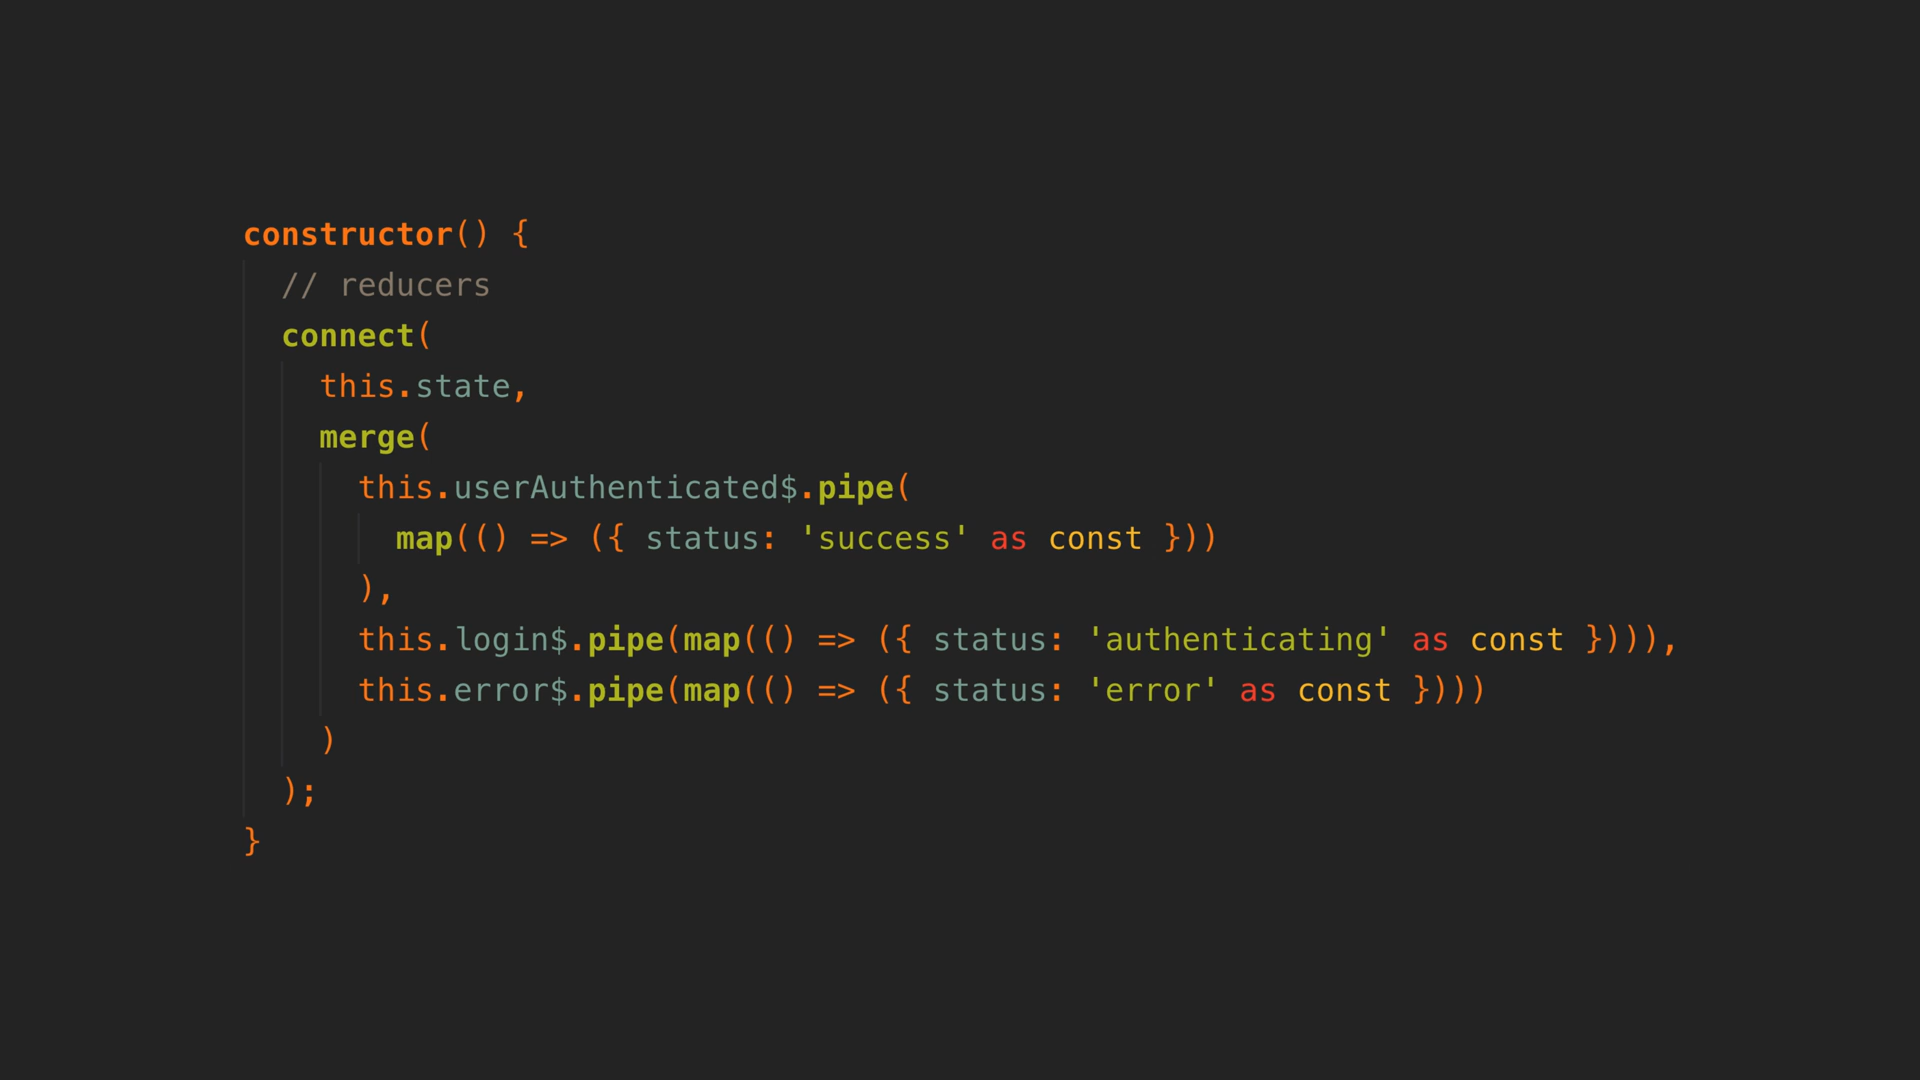 constructor() {
  // reducers
  connect(
    this.state,
    merge(
      this.userAuthenticated$.pipe(
        map(() => ({ status: 'success' as const }))
      ),
      this.login$.pipe(map(() => ({ status: 'authenticating' as const }))),
      this.error$.pipe(map(() => ({ status: 'error' as const })))
    )
  );
}